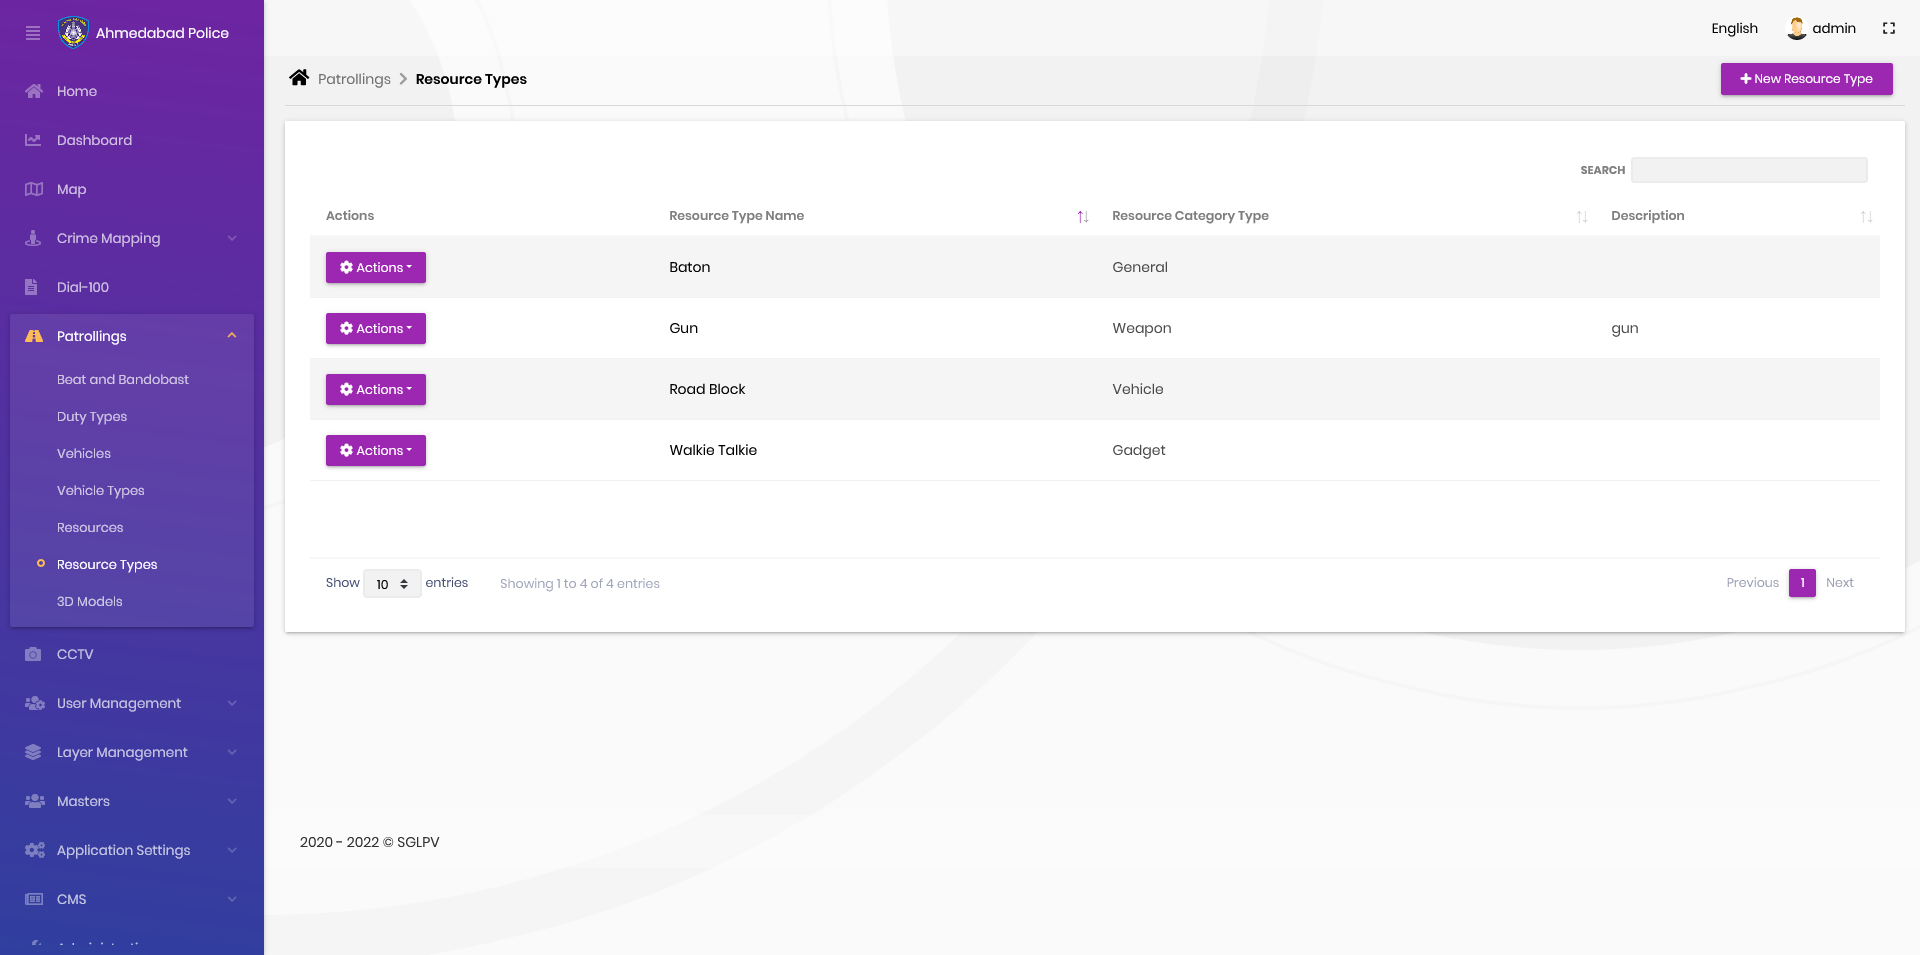 Ahmedabad Police
English
admin
Home
Dashboard
Map
Crime Mapping
Dial-100
Patrollings
Beat and Bandobast
Duty Types
Vehicles
Vehicle Types
Resources
Resource Types
3D Models
CCTV
User Management
Layer Management
Masters
Application Settings
CMS
Patrollings > Resource Types
New Resource Type
SEARCH
Actions Resource Type Name Resource Category Type Description
Actions Baton General
Actions Gun Weapon gun
Actions Road Block Vehicle
Actions Walkie Talkie Gadget
Show 10 entries Showing 1 to 4 of 4 entries Previous 1 Next
2020 - 2022 © SGLPV